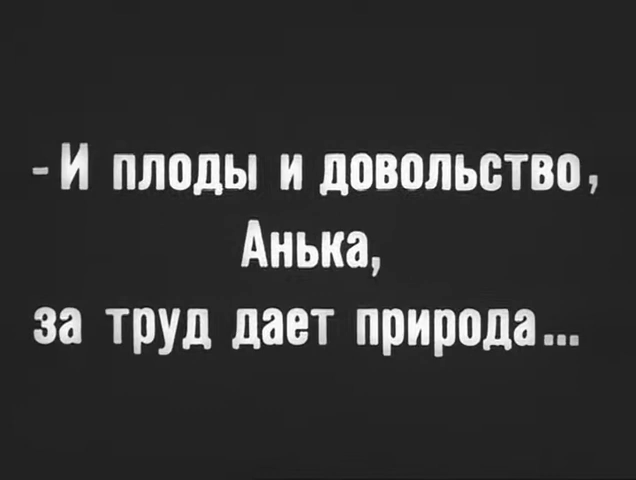 -И плоды и довольство,
Анька,
за труд дает природа...